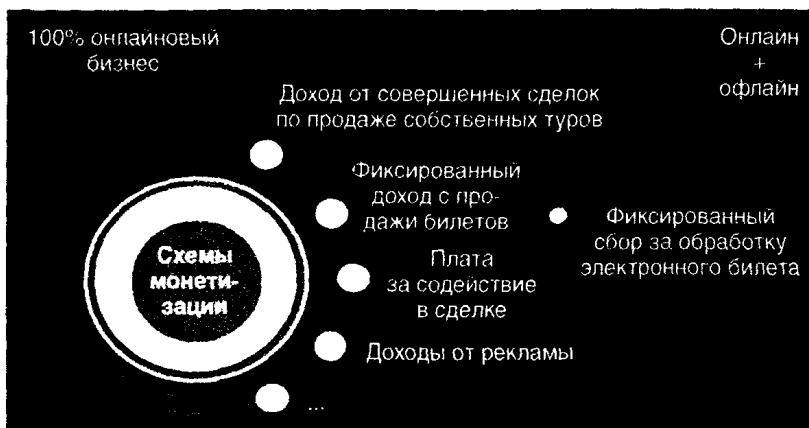 100% онлайновый
бизнес
Онлайн
+
офлайн
Доход от совершенных сделок
по продаже собственных туров
Фиксированный
доход с про-
дажи билетов
Фиксированный
сбор за обработку
электронного билета
Схемы
монети-
зации
Плата
за содействие
в сделке
Доходы от рекламы
...